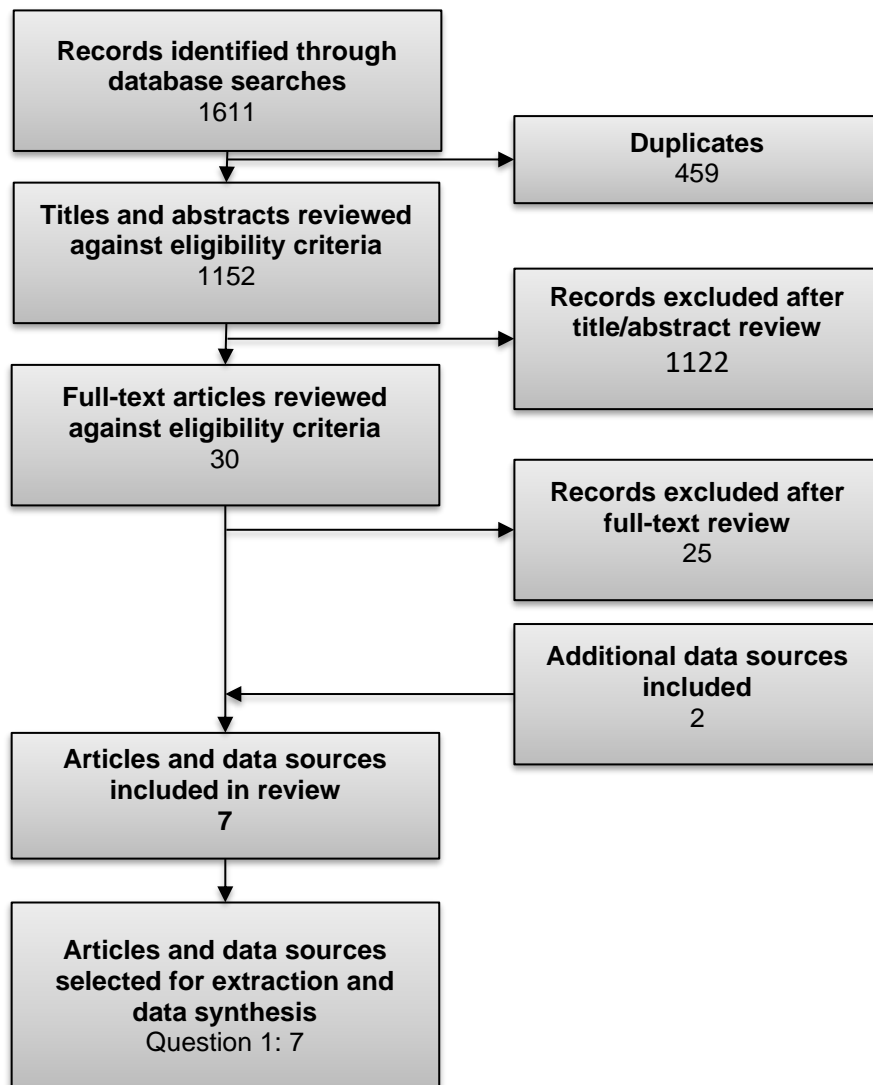 Records identified through
database searches
1611
Duplicates
459
Titles and abstracts reviewed
against eligibility criteria
1152
Records excluded after
title/abstract review
1122
Full-text articles reviewed
against eligibility criteria
30
Records excluded after
full-text review
25
Additional data sources
included
2
Articles and data sources
included in review
7
Articles and data sources
selected for extraction and
data synthesis
Question 1: 7